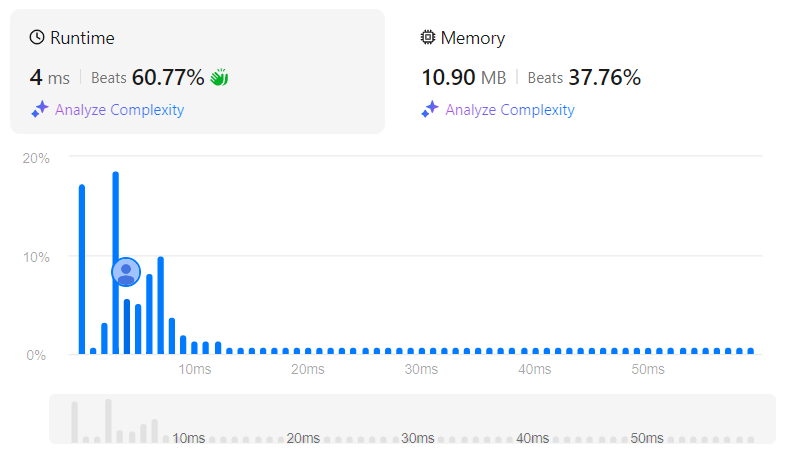 Runtime
4 ms | Beats 60.77%
Analyze Complexity
Memory
10.90 MB | Beats 37.76%
Analyze Complexity
20%
10%
0%
10ms 20ms 30ms 40ms 50ms
10ms 20ms 30ms 40ms 50ms